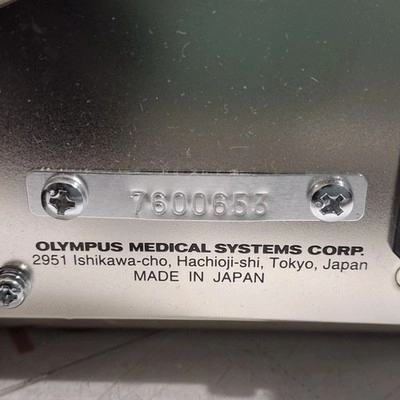 7600653
OLYMPUS MEDICAL SYSTEMS CORP.
2951 Ishikawa-cho, Hachioji-shi, Tokyo, Japan
MADE IN JAPAN